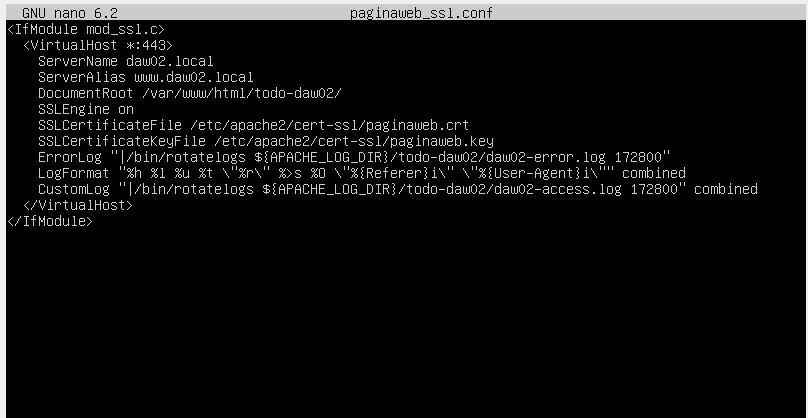 GNU nano 6.2 paginaweb_ssl.conf
<IfModule mod_ssl.c>
<VirtualHost *:443>
ServerName daw02.local
ServerAlias www.daw02.local
DocumentRoot /var/www/html/todo-daw02/
SSLEngine on
SSLCertificateFile /etc/apache2/cert-ssl/paginaweb.crt
SSLCertificateKeyFile /etc/apache2/cert-ssl/paginaweb.key
ErrorLog "|/bin/rotatelogs ${APACHE_LOG_DIR}/todo-daw02/daw02-error.log 172800"
LogFormat "%h %l %u %t \"%r\" %>s %O \"%{Referer}i\" \"%{User-Agent}i\"" combined
CustomLog "|/bin/rotatelogs ${APACHE_LOG_DIR}/todo-daw02/daw02-access.log 172800" combined
</VirtualHost>
</IfModule>